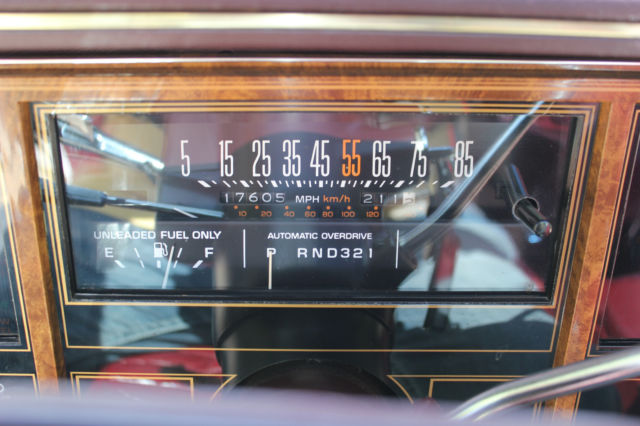 5 15 25 35 45 55 65 75 85
17605 MPH km/h 2115
10 20 40 60 80 100 120
UNLEADED FUEL ONLY AUTOMATIC OVERDRIVE
E F P RND321